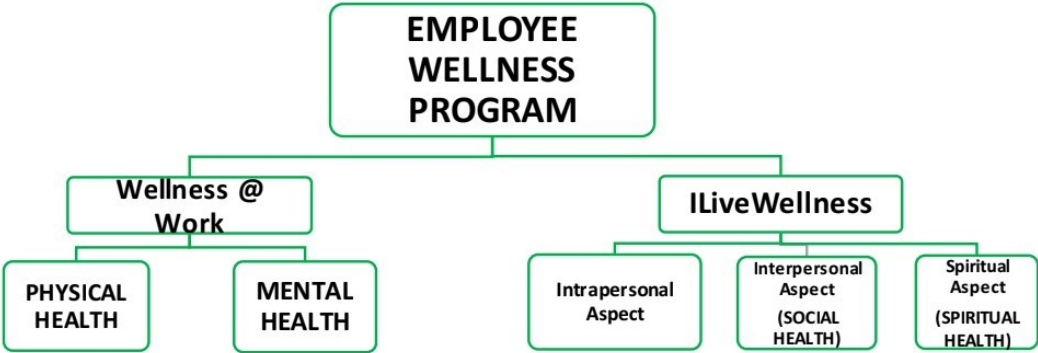 EMPLOYEE
WELLNESS
PROGRAM
Wellness @
Work
ILiveWellness
PHYSICAL
HEALTH
MENTAL
HEALTH
Intrapersonal
Aspect
Interpersonal
Aspect
(SOCIAL
HEALTH)
Spiritual
Aspect
(SPIRITUAL
HEALTH)